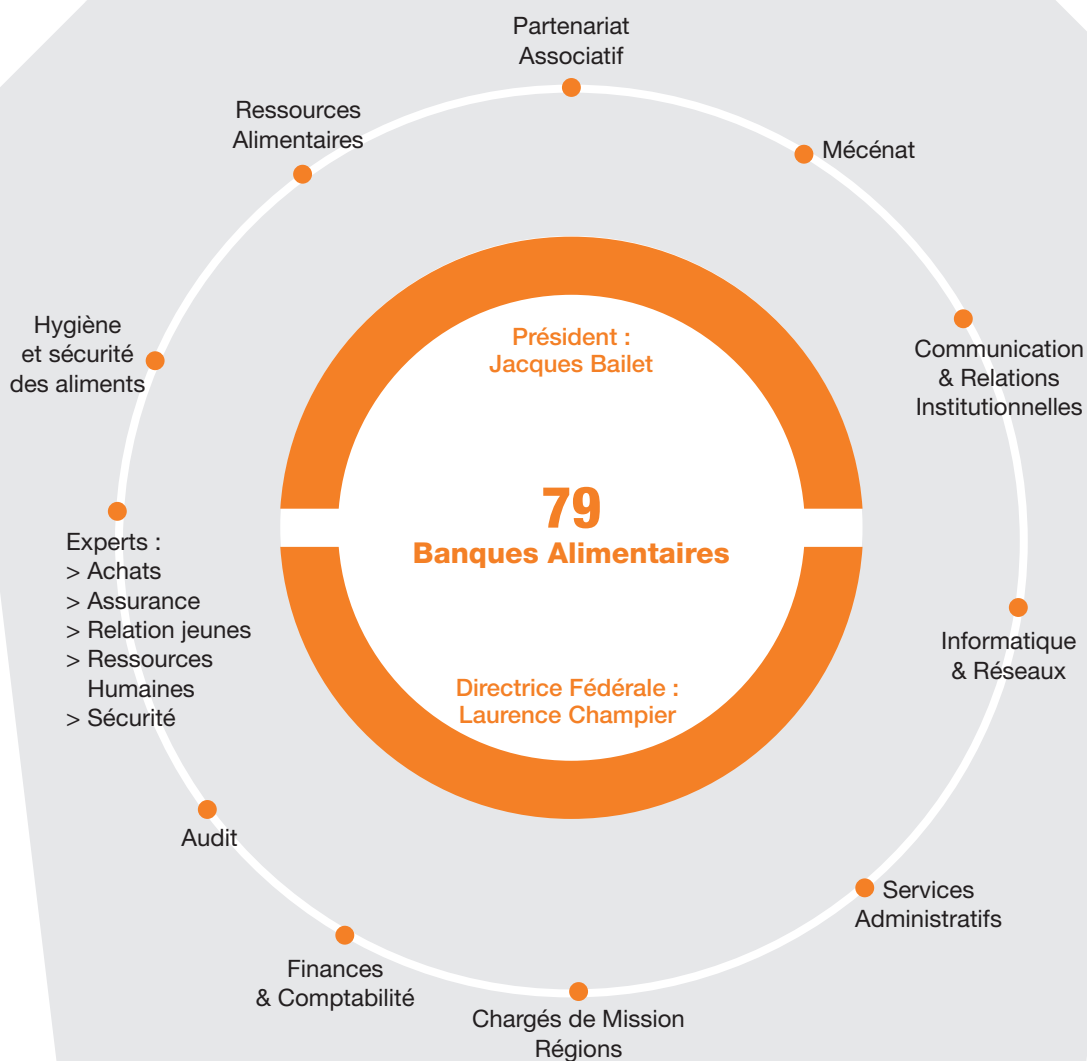 Partenariat
Associatif
Mécénat
Communication
& Relations
Institutionnelles
Informatique
& Réseaux
Services
Administratifs
Chargés de Mission
Régions
Finances
& Comptabilité
Audit
Experts :
> Achats
> Assurance
> Relation jeunes
> Ressources
Humaines
> Sécurité
Hygiène
et sécurité
des aliments
Ressources
Alimentaires
Président :
Jacques Bailet
79
Banques Alimentaires
Directrice Fédérale :
Laurence Champier